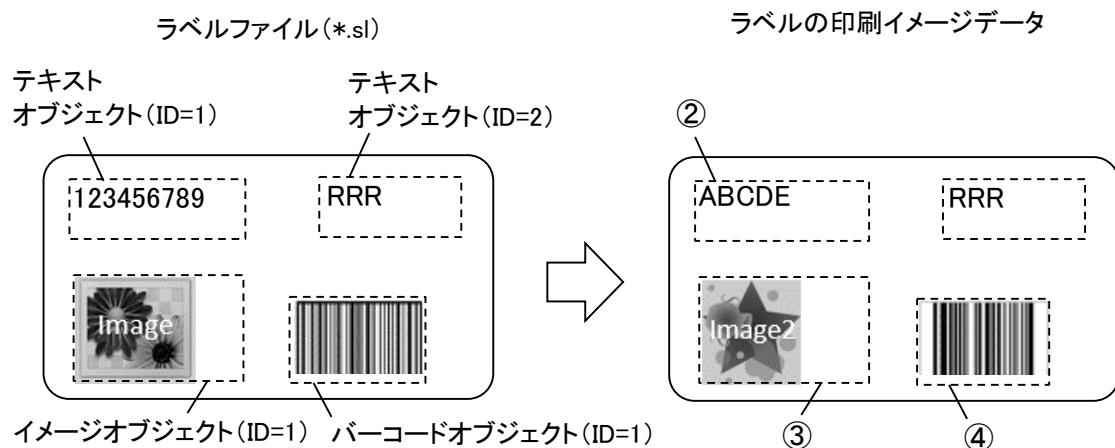 ラベルファイル(*.sl)
ラベルの印刷イメージデータ
テキスト
オブジェクト(ID=1)
テキスト
オブジェクト(ID=2)
②
123456789
RRR
ABCDE
RRR
Image
Image2
イメージオブジェクト(ID=1)
バーコードオブジェクト(ID=1)
③
④